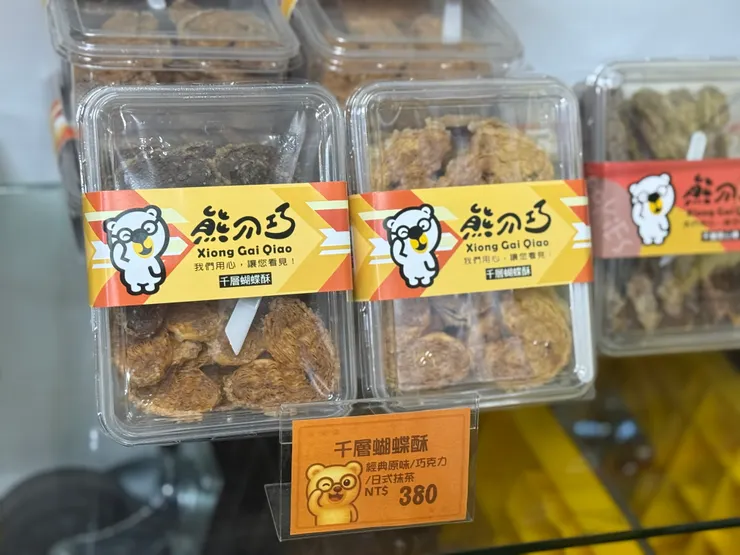 熊丐巧
Xiong Gai Qiao
我們用心，讓您看見！
千層蝴蝶酥
熊丐巧
Xiong Gai Qiao
我們用心，讓您看見！
千層蝴蝶酥
熊丐
Xiong Gai
千層蝴蝶酥
經典原味/巧克力
/日式抹茶
NT$ 380